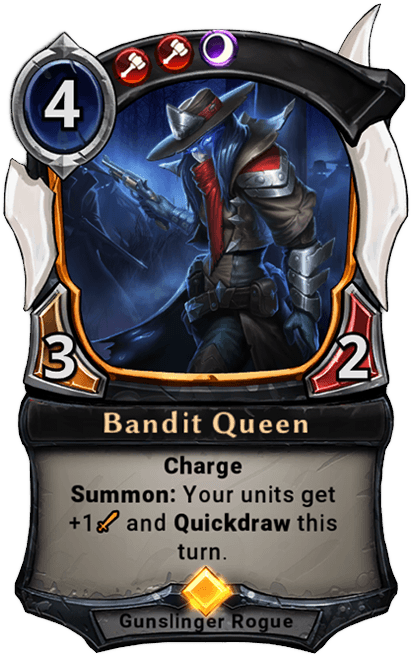 4
3
2
Bandit Queen
Charge
Summon: Your units get
+1 and Quickdraw this
turn.
Gunslinger Rogue